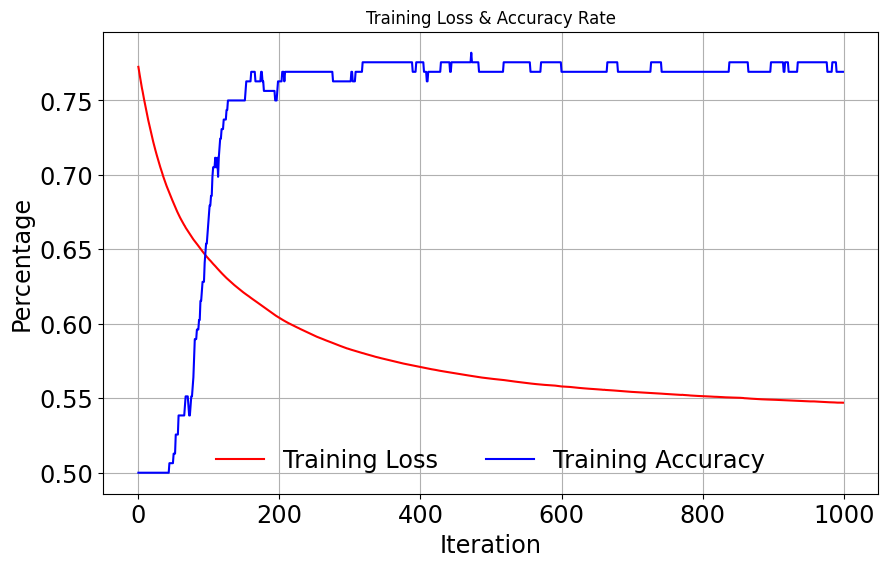 Training Loss & Accuracy Rate
Percentage
0.75
0.70
0.65
0.60
0.55
0.50
Training Loss
Training Accuracy
0 200 400 600 800 1000
Iteration